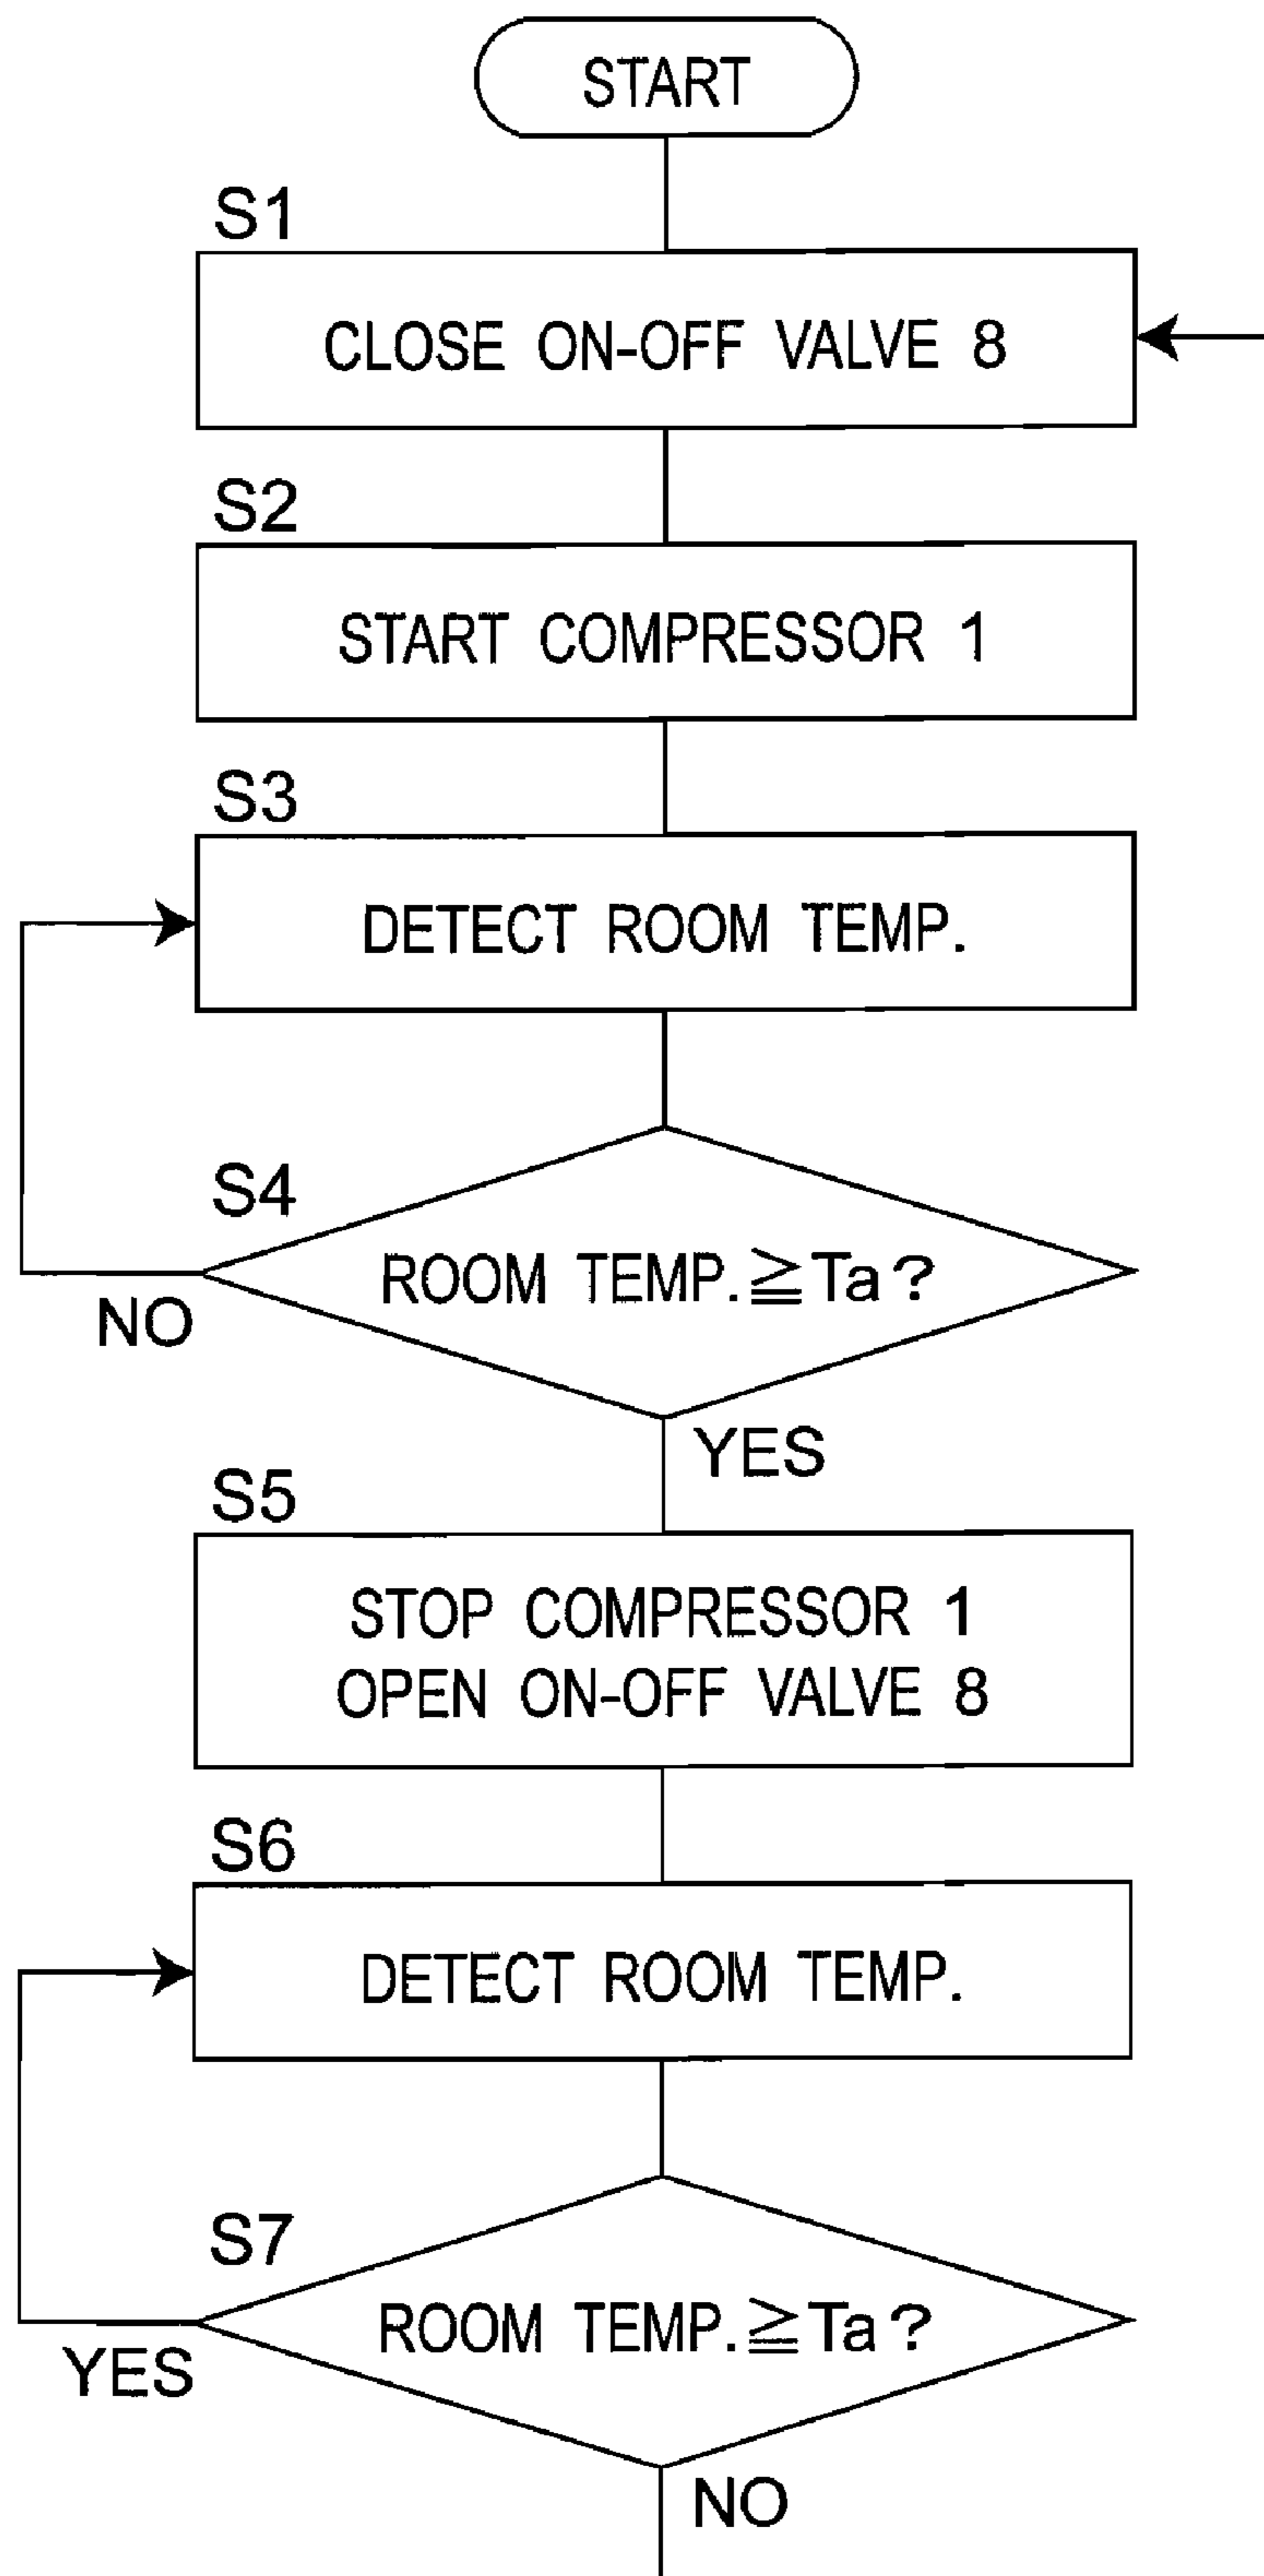 START
S1
CLOSE ON-OFF VALVE 8
S2
START COMPRESSOR 1
S3
DETECT ROOM TEMP.
S4
ROOM TEMP.≧Ta?
NO
YES
S5
STOP COMPRESSOR 1
OPEN ON-OFF VALVE 8
S6
DETECT ROOM TEMP.
S7
ROOM TEMP.≧Ta?
YES
NO